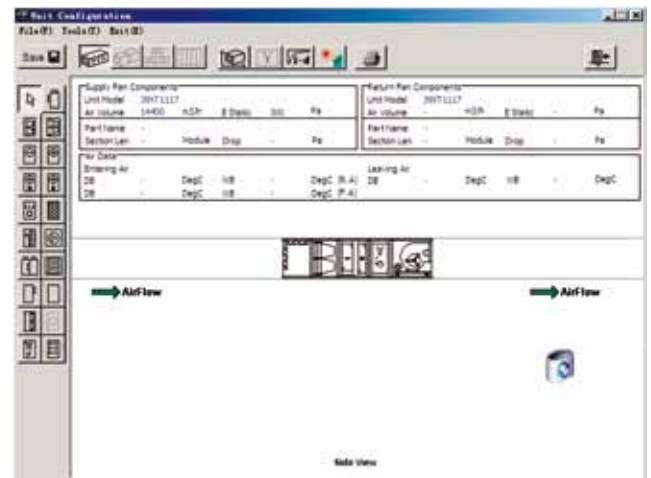 Unit Configuration
File(F) Tools(T) Exit(X)
Save
Supply Fan Components
Unit Model 39XT1117
Air Volume 14400 m3/h E Static 300 Pa
Part Name -
Section Len - Module Drop - Pa
Return Fan Components
Unit Model 39XT1117
Air Volume - m3/h E Static - Pa
Part Name -
Section Len - Module Drop - Pa
Air Data
Entering Air
DB - DegC WB - DegC (R.A)
DB - DegC WB - DegC (F.A)
Leaving Air
DB - DegC WB - DegC
AirFlow AirFlow
Side View